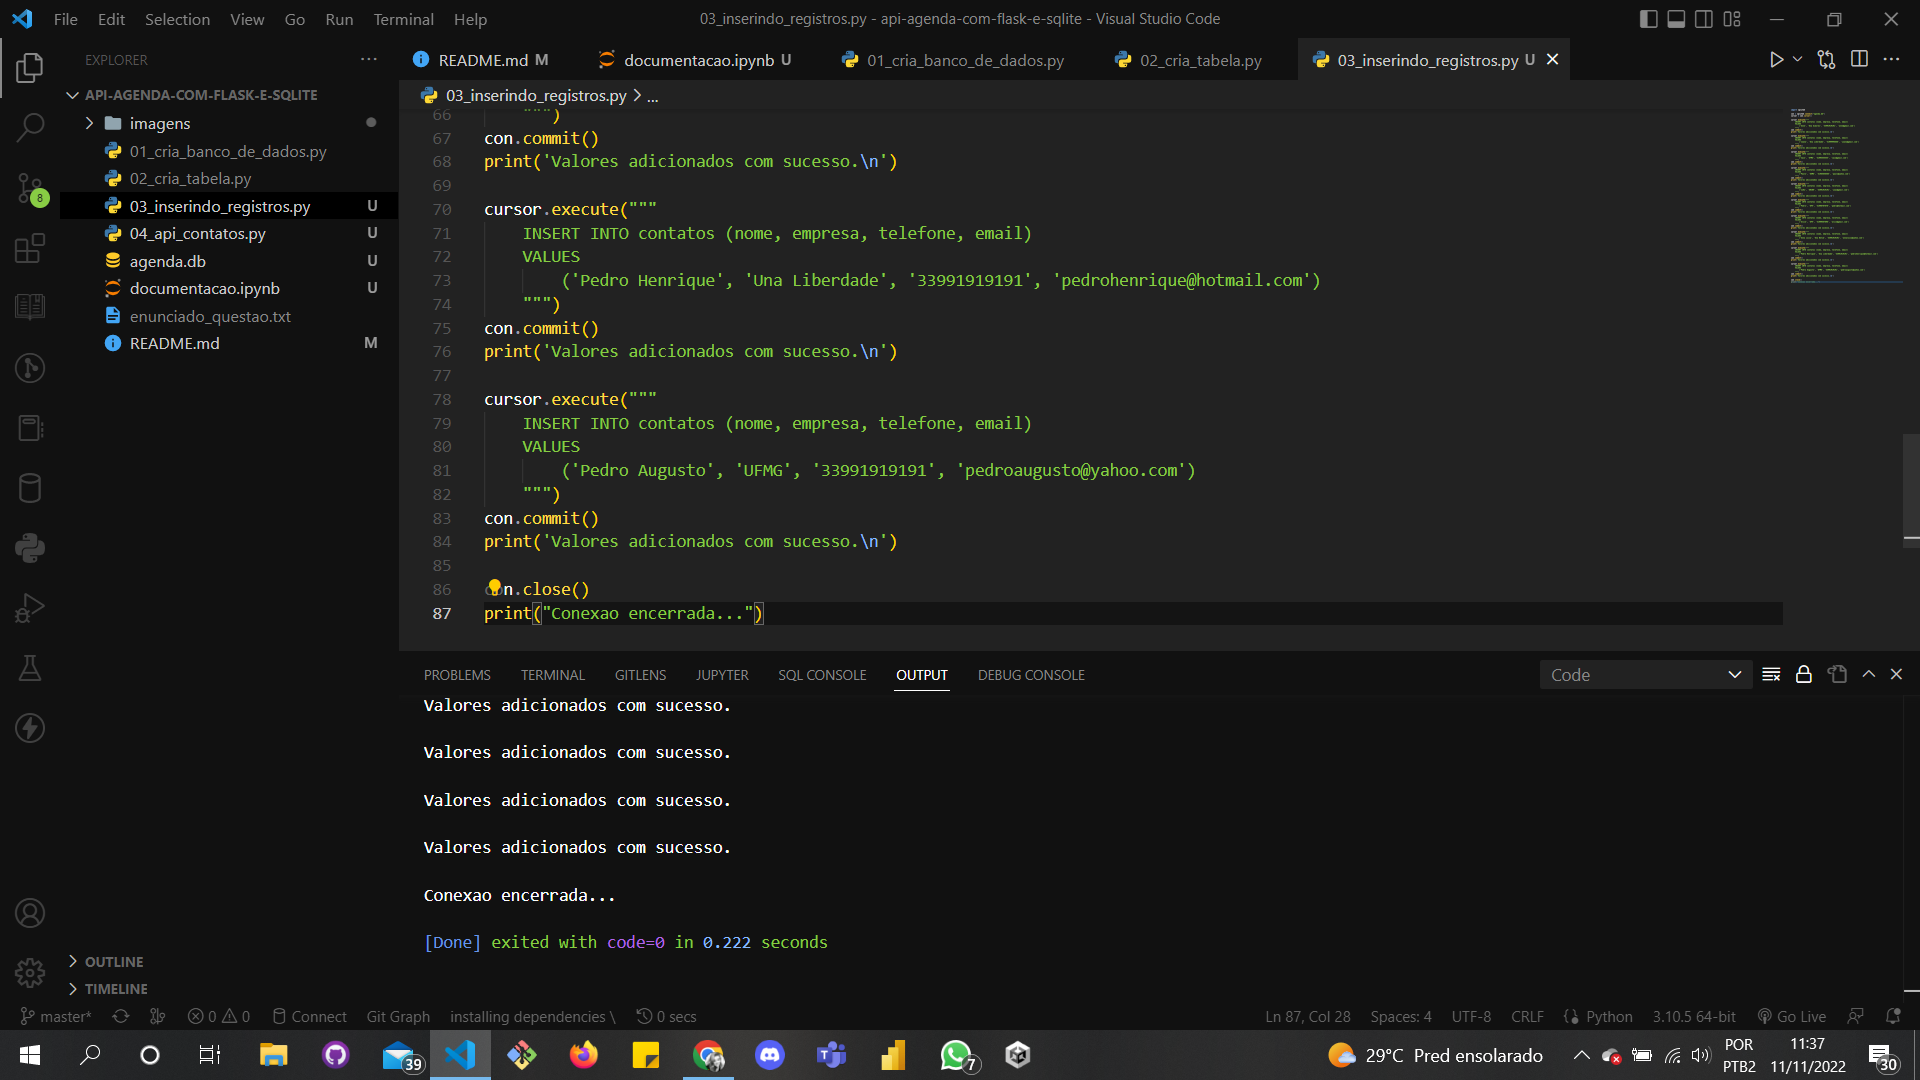 File Edit Selection View Go Run Terminal Help
03_inserindo_registros.py - api-agenda-com-flask-e-sqlite - Visual Studio Code
EXPLORER
API-AGENDA-COM-FLASK-E-SQLITE
imagens
01_cria_banco_de_dados.py
02_cria_tabela.py
03_inserindo_registros.py U
04_api_contatos.py U
agenda.db U
documentacao.ipynb U
enunciado_questao.txt
README.md M
OUTLINE
TIMELINE
8
README.md M documentacao.ipynb U 01_cria_banco_de_dados.py 02_cria_tabela.py 03_inserindo_registros.py U
03_inserindo_registros.py > ...
66 """)
67 con.commit()
68 print('Valores adicionados com sucesso.\n')
69
70 cursor.execute("""
71 INSERT INTO contatos (nome, empresa, telefone, email)
72 VALUES
73 ('Pedro Henrique', 'Una Liberdade', '33991919191', 'pedrohenrique@hotmail.com')
74 """)
75 con.commit()
76 print('Valores adicionados com sucesso.\n')
77
78 cursor.execute("""
79 INSERT INTO contatos (nome, empresa, telefone, email)
80 VALUES
81 ('Pedro Augusto', 'UFMG', '33991919191', 'pedroaugusto@yahoo.com')
82 """)
83 con.commit()
84 print('Valores adicionados com sucesso.\n')
85
86 con.close()
87 print("Conexao encerrada...")
PROBLEMS TERMINAL GITLENS JUPYTER SQL CONSOLE OUTPUT DEBUG CONSOLE
Code
Valores adicionados com sucesso.
Valores adicionados com sucesso.
Valores adicionados com sucesso.
Valores adicionados com sucesso.
Conexao encerrada...
[Done] exited with code=0 in 0.222 seconds
master* 0 0 Connect Git Graph installing dependencies \ 0 secs
Ln 87, Col 28 Spaces: 4 UTF-8 CRLF Python 3.10.5 64-bit Go Live
39
7
29°C Pred ensolarado
POR
PTB2
11:37
11/11/2022
30